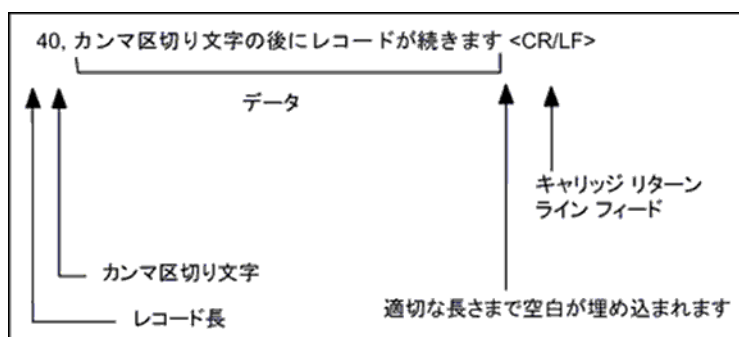 40, カンマ区切り文字の後にレコードが続きます <CR/LF>
データ
キャリッジ リターン
ライン フィード
カンマ区切り文字
適切な長さまで空白が埋め込まれます
レコード長